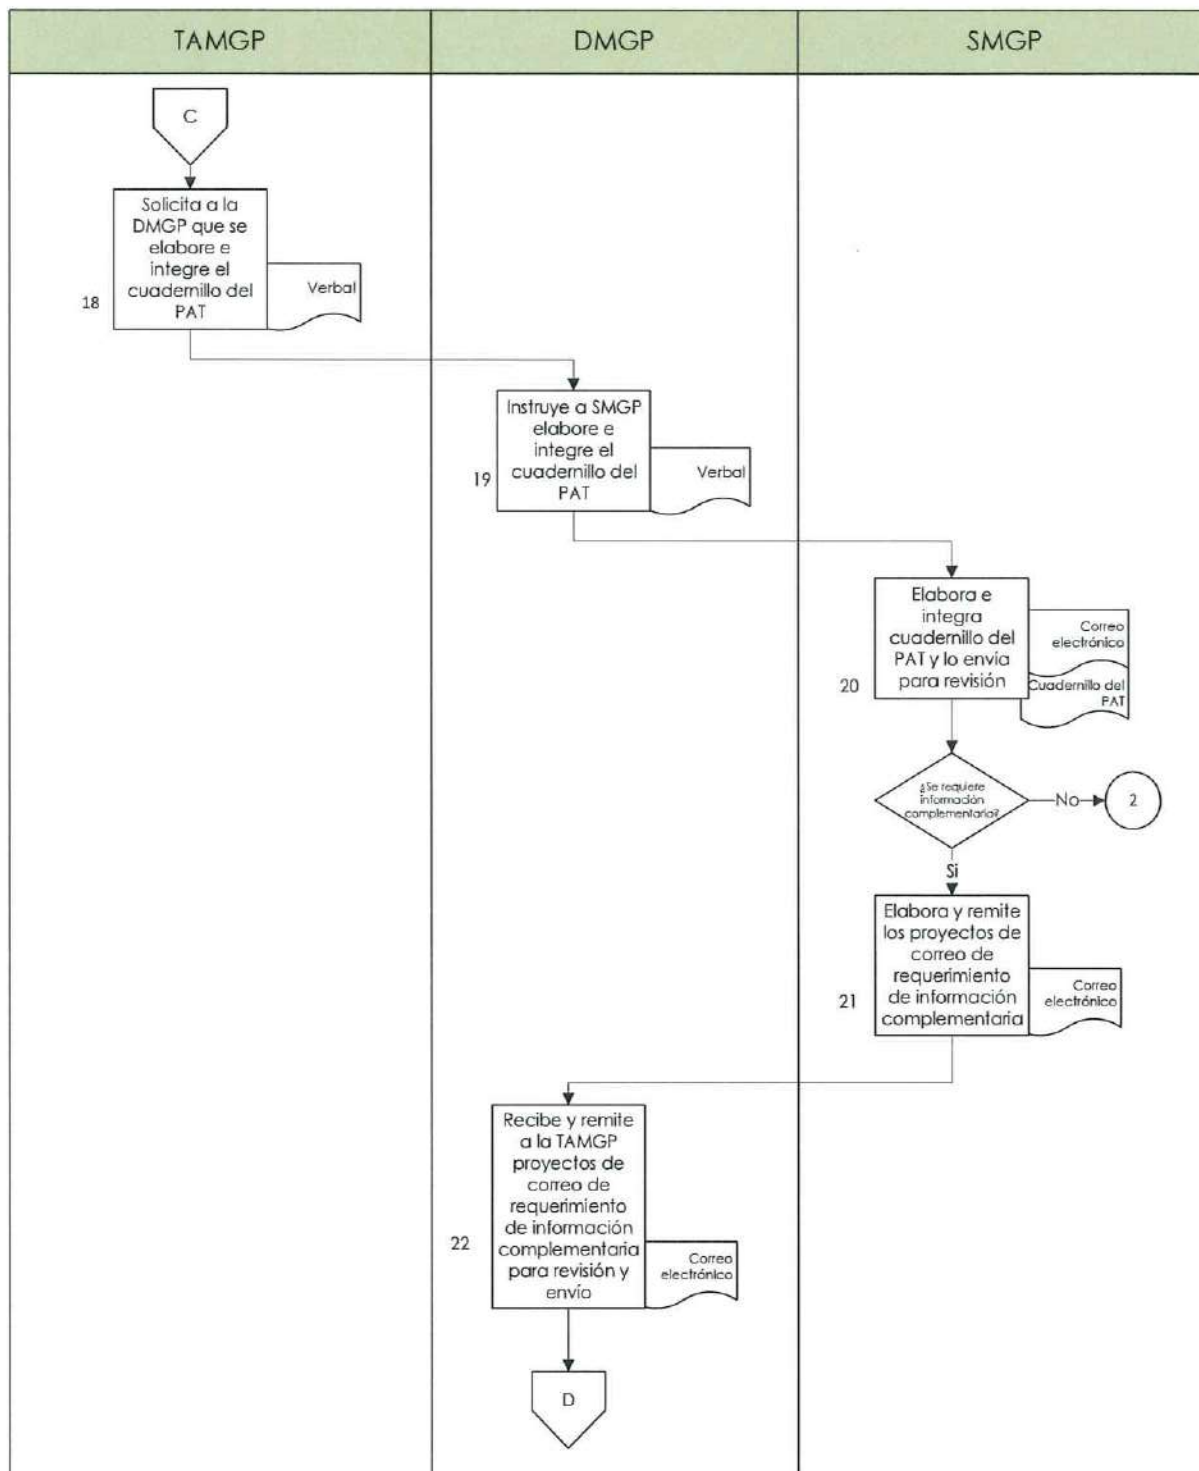 TAMGP
DMGP
SMGP
C
Solicita a la
DMGP que se
elabore e
integre el
cuadernillo del
PAT
Verbal
18
Instruye a SMGP
elabore e
integre el
cuadernillo del
PAT
Verbal
19
Elabora e
integra
cuadernillo del
PAT y lo envía
para revisión
Correo
electrónico
Cuadernillo del
PAT
20
¿Se requiere
información
complementaria?
No
2
Si
Elabora y remite
los proyectos de
correo de
requerimiento
de información
complementaria
Correo
electrónico
21
Recibe y remite
a la TAMGP
proyectos de
correo de
requerimiento
de información
complementaria
para revisión y
envío
Correo
electrónico
22
D